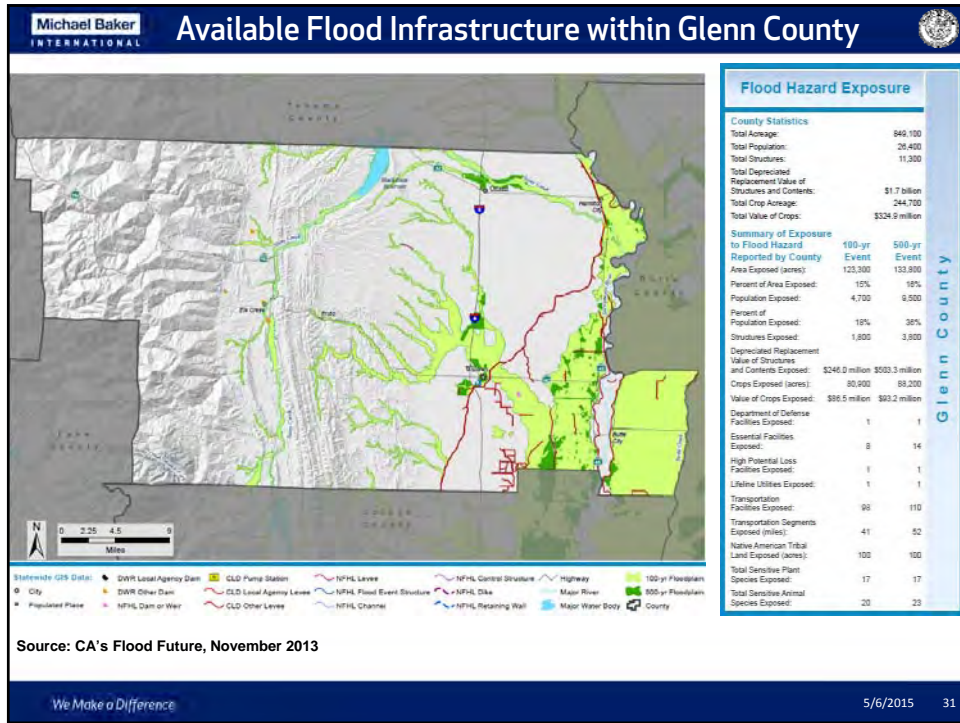 Michael Baker
INTERNATIONAL
Available Flood Infrastructure within Glenn County
Tehama
County
Orland
Hamilton
City
Elk Creek
Fruto
Butte
City
Lake
County
County
N
0 2.25 4.5 9
Miles
Flood Hazard Exposure
County Statistics
Total Acreage: 849,100
Total Population: 26,400
Total Structures: 11,300
Total Depreciated
Replacement Value of
Structures and Contents: $1.7 billion
Total Crop Acreage: 244,700
Total Value of Crops: $324.9 million
Summary of Exposure
to Flood Hazard 100-yr 500-yr
Reported by County Event Event
Area Exposed (acres): 123,300 133,800
Percent of Area Exposed: 15% 16%
Population Exposed: 4,700 9,500
Percent of
Population Exposed: 18% 36%
Structures Exposed: 1,800 3,800
Depreciated Replacement
Value of Structures
and Contents Exposed: $246.0 million $503.3 million
Crops Exposed (acres): 80,900 88,200
Value of Crops Exposed: $86.5 million $93.2 million
Department of Defense
Facilities Exposed: 1 1
Essential Facilities
Exposed: 8 14
High Potential Loss
Facilities Exposed: 1 1
Lifeline Utilities Exposed: 1 1
Transportation
Facilities Exposed: 98 110
Transportation Segments
Exposed (miles): 41 52
Native American Tribal
Land Exposed (acres): 100 100
Total Sensitive Plant
Species Exposed: 17 17
Total Sensitive Animal
Species Exposed: 20 23
Glenn County
Statewide GIS Data: DWR Local Agency Dam CLD Pump Station NFHL Levee NFHL Control Structure Highway 100-yr Floodplain
City DWR Other Dam CLD Local Agency Levee NFHL Flood Event Structure NFHL Dike Major River 500-yr Floodplain
Populated Place NFHL Dam or Weir CLD Other Levee NFHL Channel NFHL Retaining Wall Major Water Body County
Source: CA's Flood Future, November 2013
We Make a Difference
5/6/2015 31